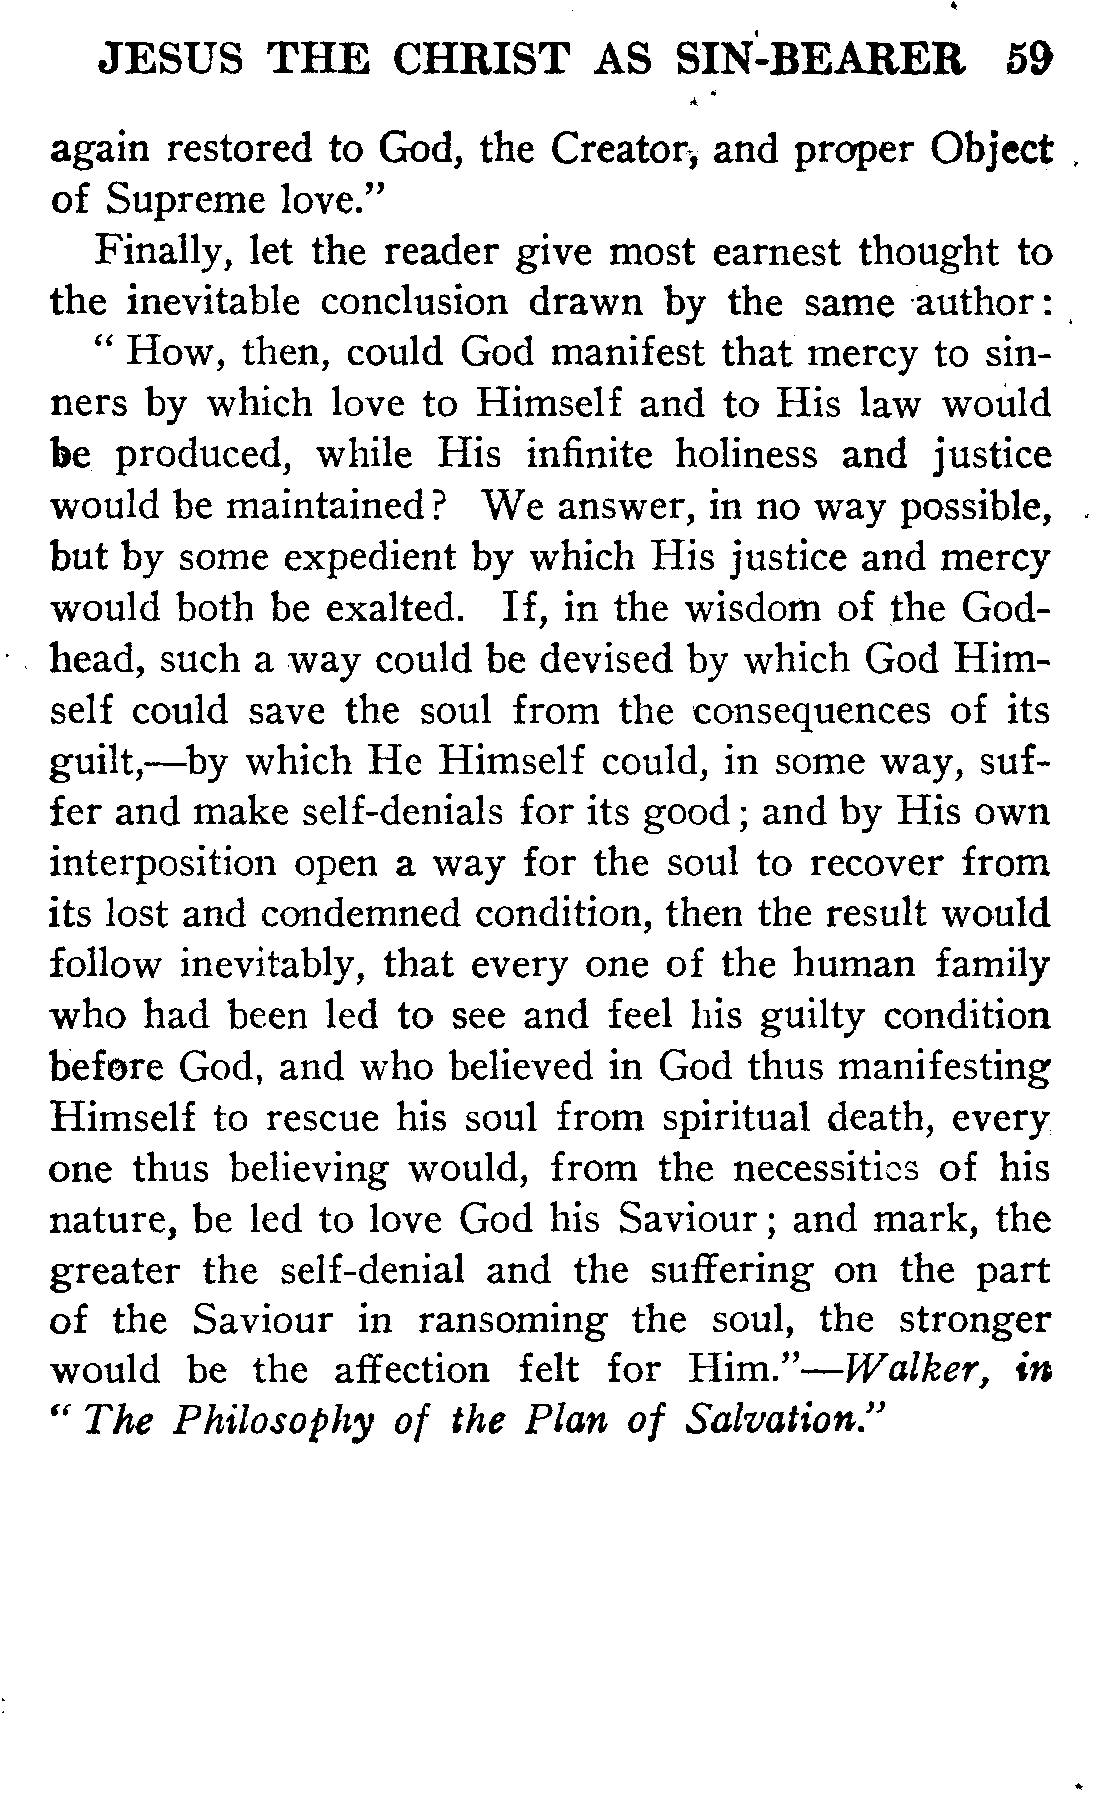 JESUS THE CHRIST AS SIN-BEARER 59
again restored to God, the Creator, and proper Object
of Supreme love."
Finally, let the reader give most earnest thought to
the inevitable conclusion drawn by the same author:
" How, then, could God manifest that mercy to sin-
ners by which love to Himself and to His law would
be produced, while His infinite holiness and justice
would be maintained? We answer, in no way possible,
but by some expedient by which His justice and mercy
would both be exalted. If, in the wisdom of the God-
head, such a way could be devised by which God Him-
self could save the soul from the consequences of its
guilt,—by which He Himself could, in some way, suf-
fer and make self-denials for its good; and by His own
interposition open a way for the soul to recover from
its lost and condemned condition, then the result would
follow inevitably, that every one of the human family
who had been led to see and feel his guilty condition
before God, and who believed in God thus manifesting
Himself to rescue his soul from spiritual death, every
one thus believing would, from the necessities of his
nature, be led to love God his Saviour; and mark, the
greater the self-denial and the suffering on the part
of the Saviour in ransoming the soul, the stronger
would be the affection felt for Him."—Walker, in
" The Philosophy of the Plan of Salvation."